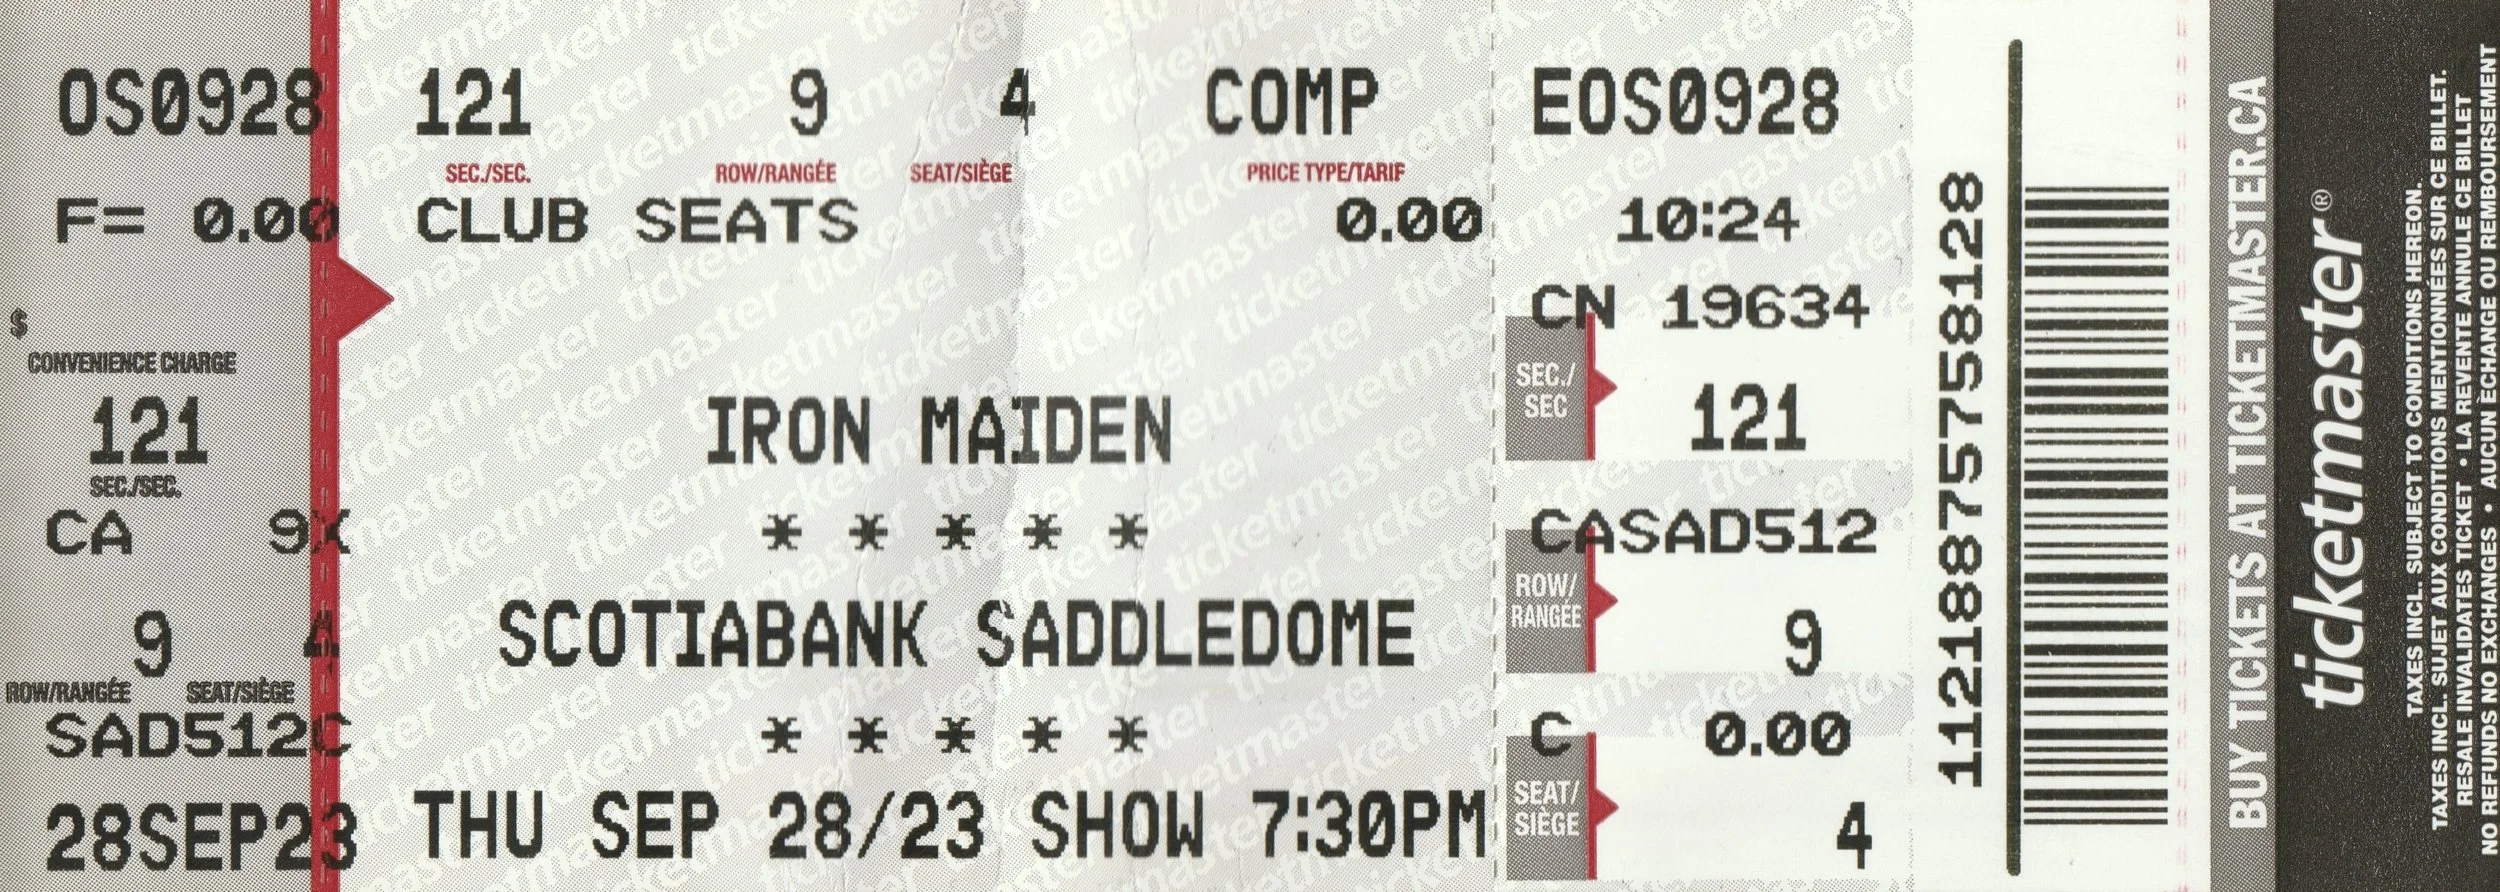 OS0928
F= 0.00
$
CONVENIENCE CHARGE
121
SEC./SEC.
CA 9X
9 4
ROW/RANGÉE SEAT/SIÈGE
SAD512C
28SEP23
121 9 4 COMP
SEC./SEC. ROW/RANGÉE SEAT/SIÈGE PRICE TYPE/TARIF
CLUB SEATS 0.00
IRON MAIDEN
* * * * *
SCOTIABANK SADDLEDOME
* * * * *
THU SEP 28/23 SHOW 7:30PM
EOS0928
10:24
CN 19634
SEC./
SEC
121
CASAD512
ROW/
RANGÉE
9
C 0.00
SEAT/
SIÈGE
4
11218875758128
BUY TICKETS AT TICKETMASTER.CA
ticketmaster®
TAXES INCL. SUBJECT TO CONDITIONS HEREON.
TAXES INCL. SUJET AUX CONDITIONS MENTIONNÉES SUR CE BILLET.
RESALE INVALIDATES TICKET • LA REVENTE ANNULE CE BILLET
NO REFUNDS NO EXCHANGES • AUCUN ECHANGE OU REMBOURSEMENT